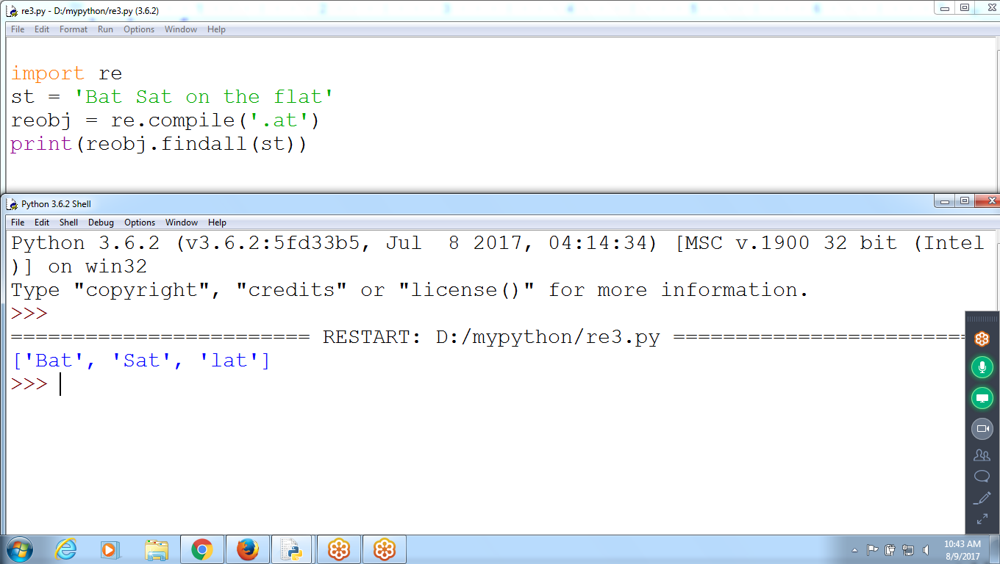 re3.py - D:/mypython/re3.py (3.6.2)
File Edit Format Run Options Window Help
import re
st = 'Bat Sat on the flat'
reobj = re.compile('.at')
print(reobj.findall(st))
Python 3.6.2 Shell
File Edit Shell Debug Options Window Help
Python 3.6.2 (v3.6.2:5fd33b5, Jul  8 2017, 04:14:34) [MSC v.1900 32 bit (Intel
)] on win32
Type "copyright", "credits" or "license()" for more information.
>>>
======================== RESTART: D:/mypython/re3.py ========================
['Bat', 'Sat', 'lat']
>>>
10:43 AM
8/9/2017